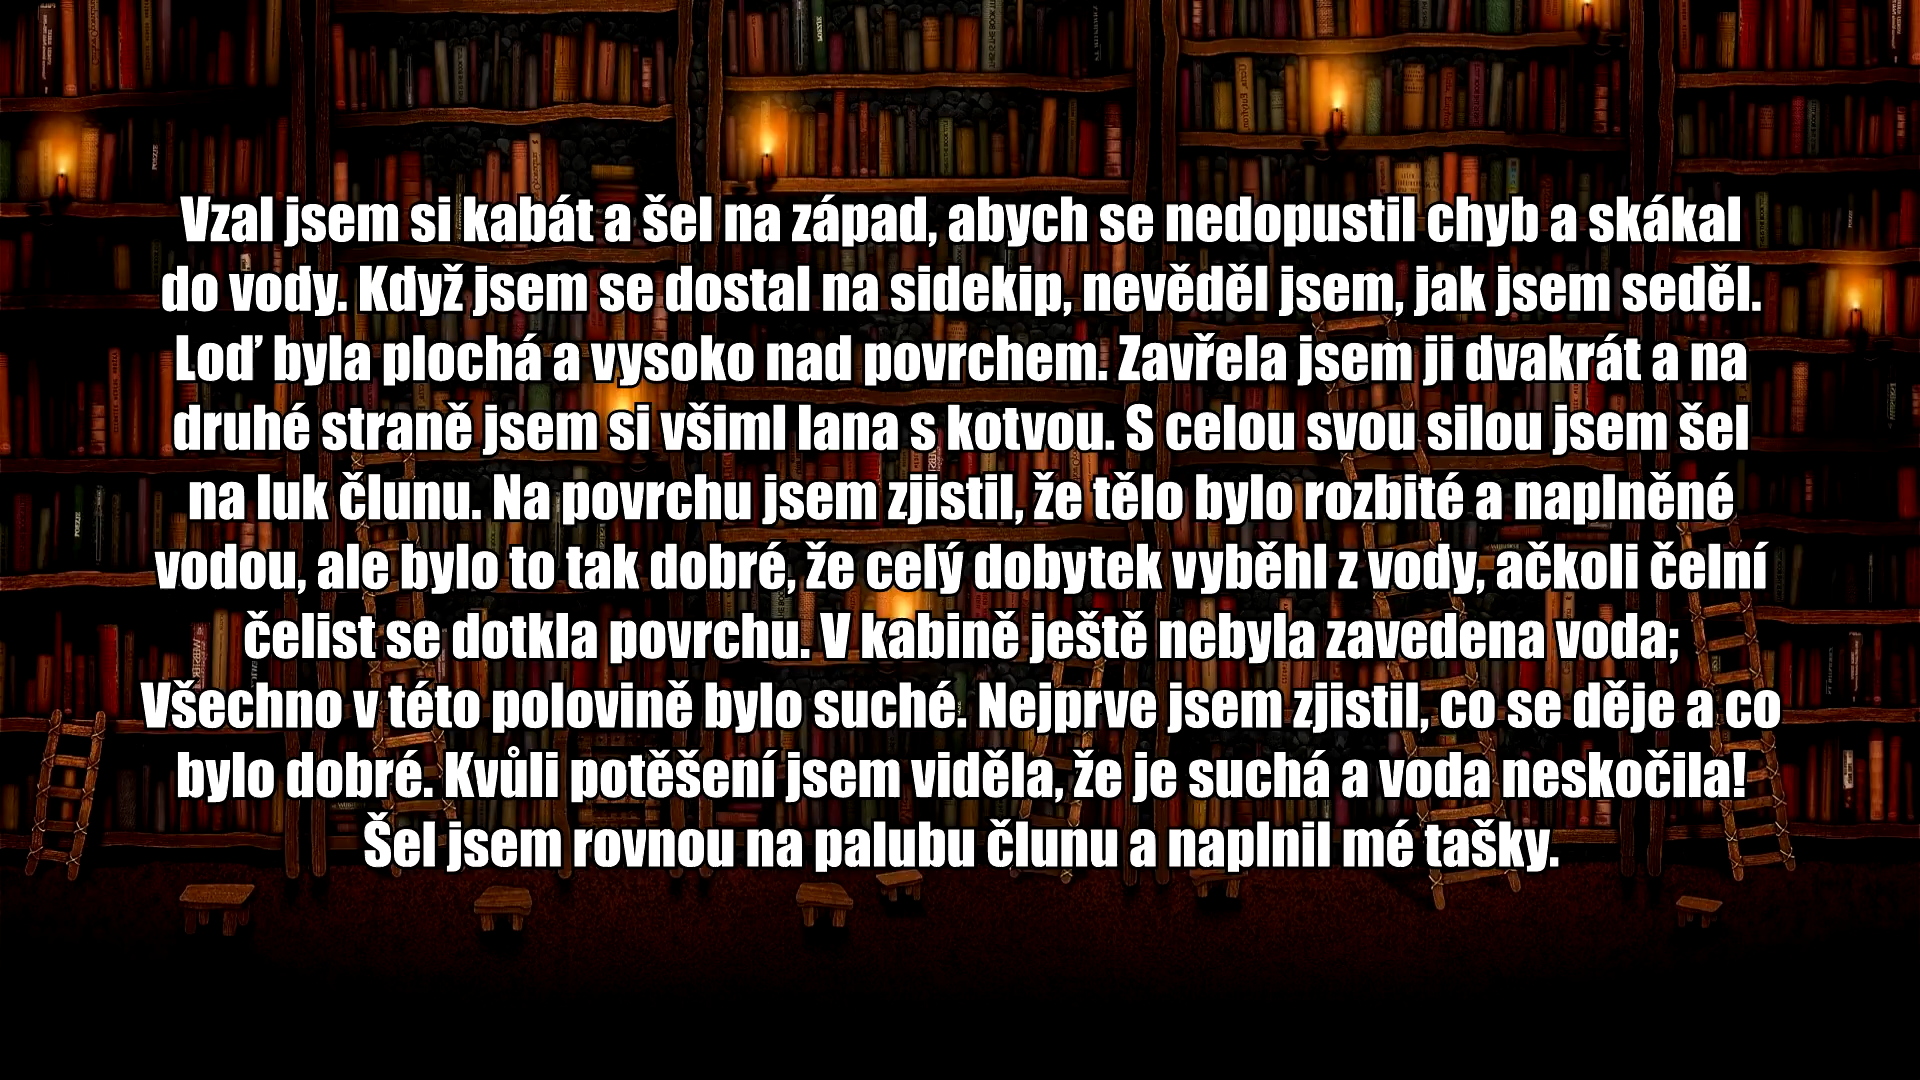 Vzal jsem si kabát a šel na západ, abych se nedopustil chyb a skákal
do vody. Když jsem se dostal na sidekip, nevěděl jsem, jak jsem seděl.
Loď byla plochá a vysoko nad povrchem. Zavřela jsem ji dvakrát a na
druhé straně jsem si všiml lana s kotvou. S celou svou silou jsem šel
na luk člunu. Na povrchu jsem zjistil, že tělo bylo rozbité a naplněné
vodou, ale bylo to tak dobré, že celý dobytek vyběhl z vody, ačkoli čelní
čelist se dotkla povrchu. V kabině ještě nebyla zavedena voda;
Všechno v této polovině bylo suché. Nejprve jsem zjistil, co se děje a co
bylo dobré. Kvůli potěšení jsem viděla, že je suchá a voda neskočila!
Šel jsem rovnou na palubu člunu a naplnil mé tašky.